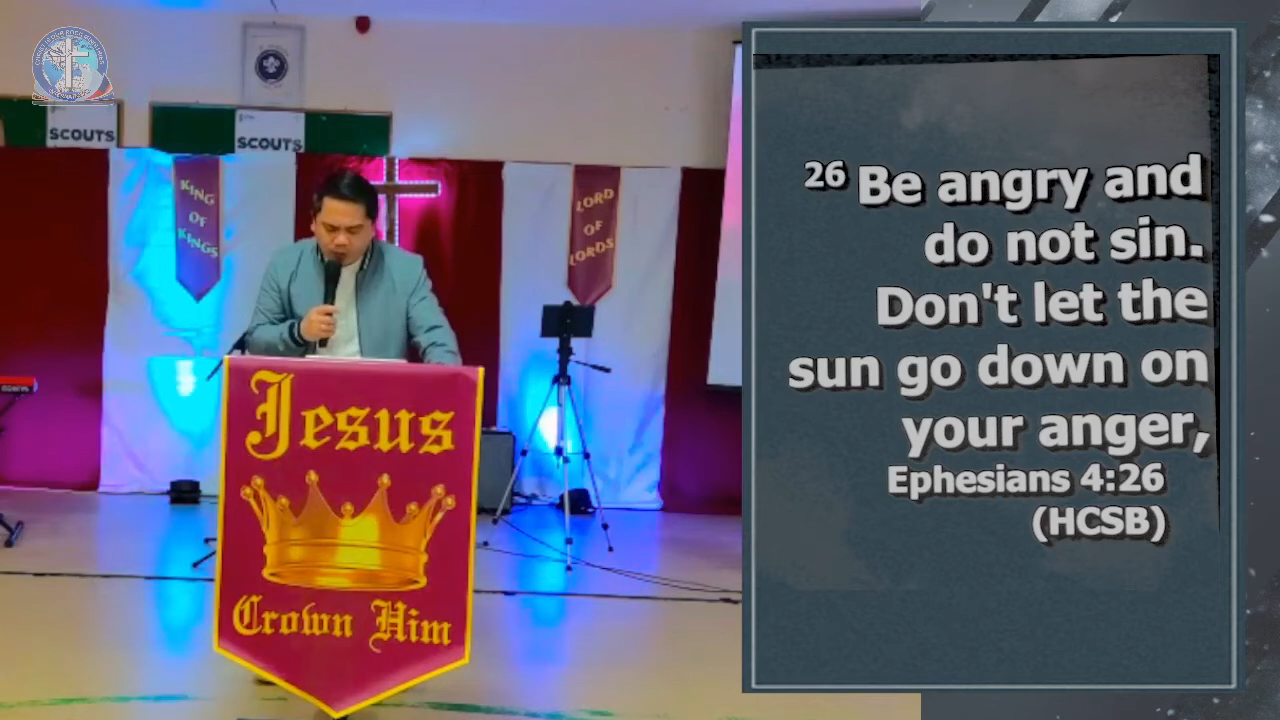 SCOUTS
SCOUTS
KING
OF
KINGS
LORD
OF
LORDS
Jesus
Crown Him
26 Be angry and
do not sin.
Don't let the
sun go down on
your anger,
Ephesians 4:26
(HCSB)